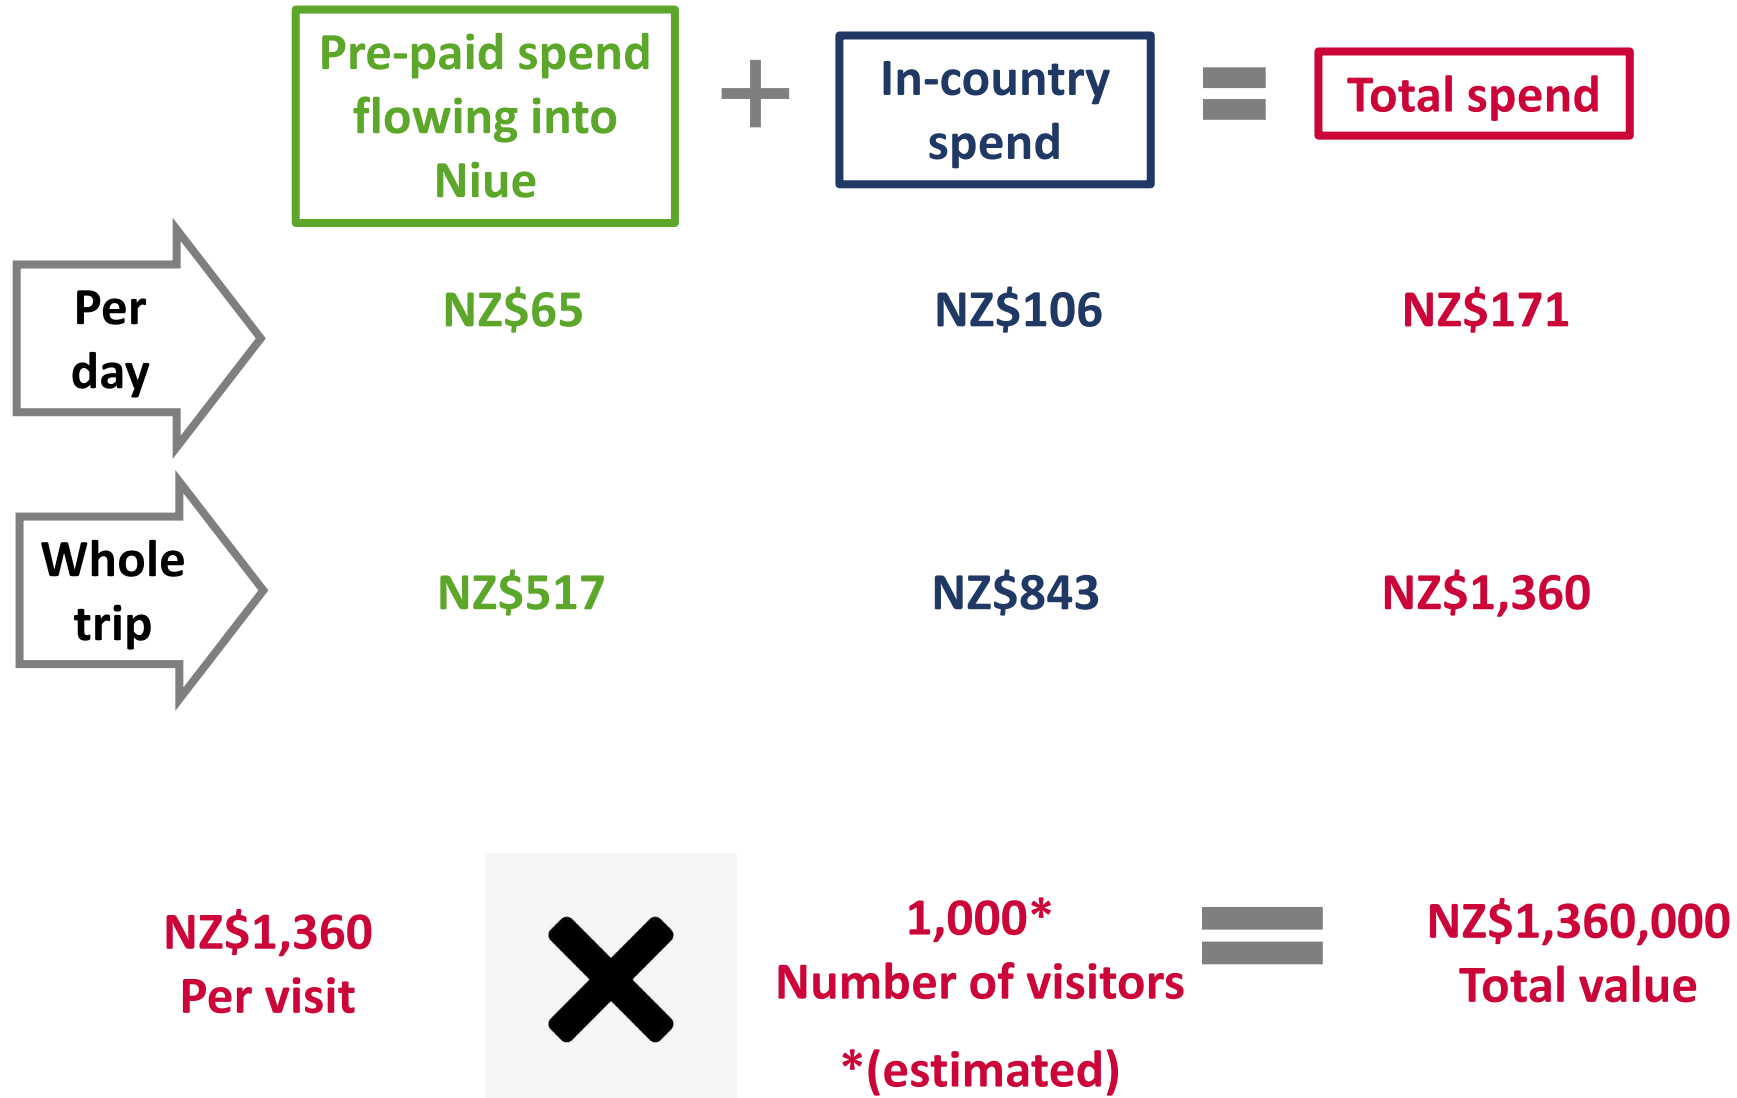 Pre-paid spend
flowing into
Niue
+
In-country
spend
=
Total spend
Per
day
NZ$65
NZ$106
NZ$171
Whole
trip
NZ$517
NZ$843
NZ$1,360
NZ$1,360
Per visit
×
1,000*
Number of visitors
*(estimated)
=
NZ$1,360,000
Total value